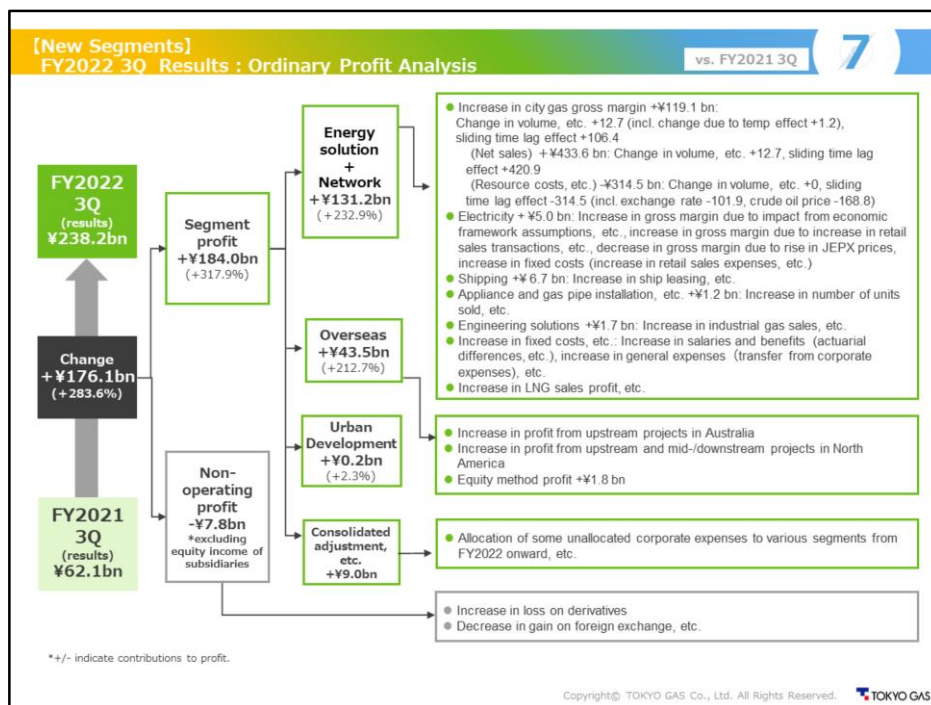 【New Segments】
FY2022 3Q Results : Ordinary Profit Analysis
vs. FY2021 3Q
7
FY2022
3Q
(results)
¥238.2bn
Change
+¥176.1bn
(+283.6%)
FY2021
3Q
(results)
¥62.1bn
Segment
profit
+¥184.0bn
(+317.9%)
Non-
operating
profit
-¥7.8bn
*excluding
equity income of
subsidiaries
Energy
solution
+
Network
+¥131.2bn
(+232.9%)
Overseas
+¥43.5bn
(+212.7%)
Urban
Development
+¥0.2bn
(+2.3%)
Consolidated
adjustment,
etc.
+¥9.0bn
● Increase in city gas gross margin +¥119.1 bn:
Change in volume, etc. +12.7 (incl. change due to temp effect +1.2),
sliding time lag effect +106.4
(Net sales) +¥433.6 bn: Change in volume, etc. +12.7, sliding time lag
effect +420.9
(Resource costs, etc.) -¥314.5 bn: Change in volume, etc. +0, sliding
time lag effect -314.5 (incl. exchange rate -101.9, crude oil price -168.8)
● Electricity + ¥5.0 bn: Increase in gross margin due to impact from economic
framework assumptions, etc., increase in gross margin due to increase in retail
sales transactions, etc., decrease in gross margin due to rise in JEPX prices,
increase in fixed costs (increase in retail sales expenses, etc.)
● Shipping +¥ 6.7 bn: Increase in ship leasing, etc.
● Appliance and gas pipe installation, etc. +¥1.2 bn: Increase in number of units
sold, etc.
● Engineering solutions +¥1.7 bn: Increase in industrial gas sales, etc.
● Increase in fixed costs, etc.: Increase in salaries and benefits (actuarial
differences, etc.), increase in general expenses（transfer from corporate
expenses), etc.
● Increase in LNG sales profit, etc.
● Increase in profit from upstream projects in Australia
● Increase in profit from upstream and mid-/downstream projects in North
America
● Equity method profit +¥1.8 bn
● Allocation of some unallocated corporate expenses to various segments from
FY2022 onward, etc.
● Increase in loss on derivatives
● Decrease in gain on foreign exchange, etc.
*+/- indicate contributions to profit.
Copyright© TOKYO GAS Co., Ltd. All Rights Reserved.
TOKYO GAS